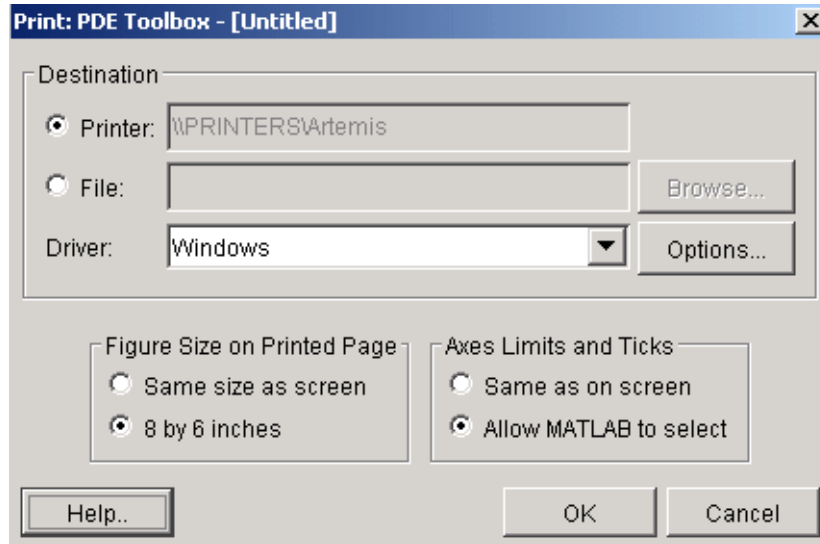 Print: PDE Toolbox - [Untitled]
Destination
Printer: \\PRINTERS\Artemis
File: Browse...
Driver: Windows Options...
Figure Size on Printed Page Axes Limits and Ticks
Same size as screen Same as on screen
8 by 6 inches Allow MATLAB to select
Help.. OK Cancel